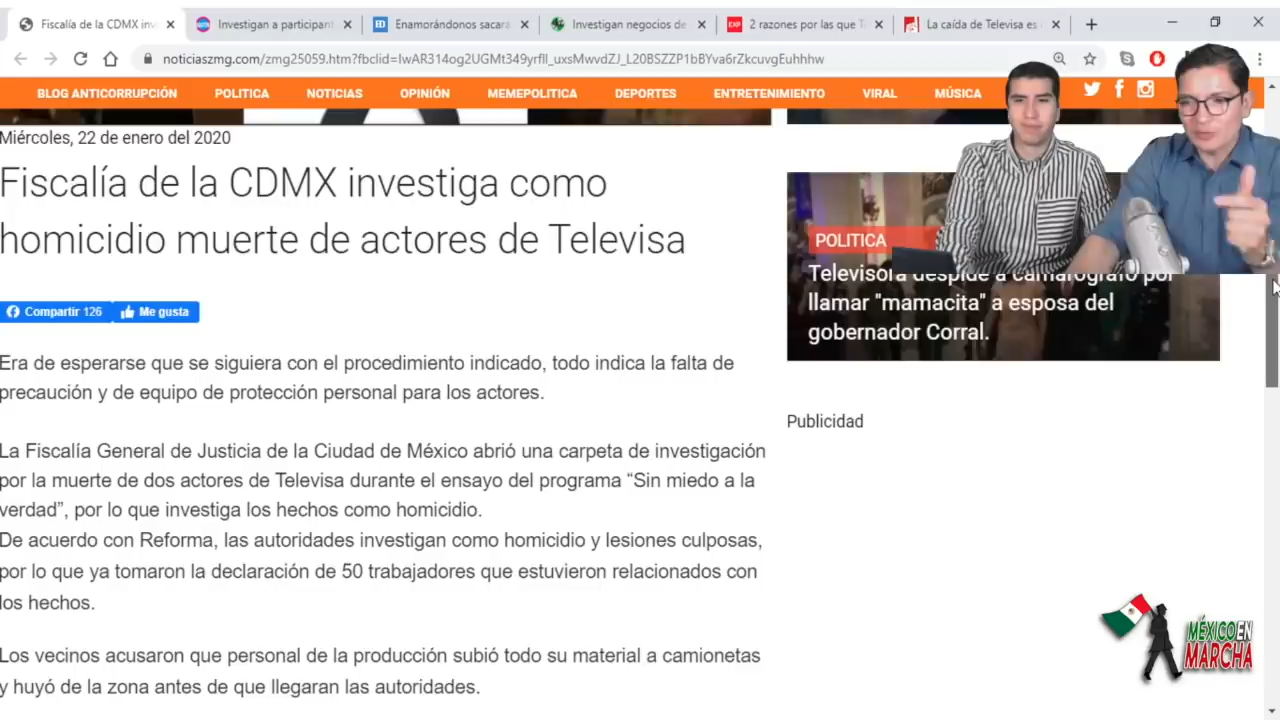 Fiscalía de la CDMX inv
Investigan a participan
Enamorándonos sacará
Investigan negocios de
2 razones por las que T
La caída de Televisa es
noticiaszmg.com/zmg25059.htm?fbclid=IwAR314og2UGMt349yrfll_uxsMwvdZJ_L20BSZZP1bBYva6rZkcuvgEuhhhw
BLOG ANTICORRUPCIÓN POLITICA NOTICIAS OPINIÓN MEMEPOLITICA DEPORTES ENTRETENIMIENTO VIRAL MÚSICA
Miércoles, 22 de enero del 2020
Fiscalía de la CDMX investiga como
homicidio muerte de actores de Televisa
Compartir 126 Me gusta
Era de esperarse que se siguiera con el procedimiento indicado, todo indica la falta de
precaución y de equipo de protección personal para los actores.
La Fiscalía General de Justicia de la Ciudad de México abrió una carpeta de investigación
por la muerte de dos actores de Televisa durante el ensayo del programa “Sin miedo a la
verdad”, por lo que investiga los hechos como homicidio.
De acuerdo con Reforma, las autoridades investigan como homicidio y lesiones culposas,
por lo que ya tomaron la declaración de 50 trabajadores que estuvieron relacionados con
los hechos.
Los vecinos acusaron que personal de la producción subió todo su material a camionetas
y huyó de la zona antes de que llegaran las autoridades.
POLITICA
Televisora despide a camarógrafo por
llamar "mamacita" a esposa del
gobernador Corral.
Publicidad
MÉXICO EN
MARCHA